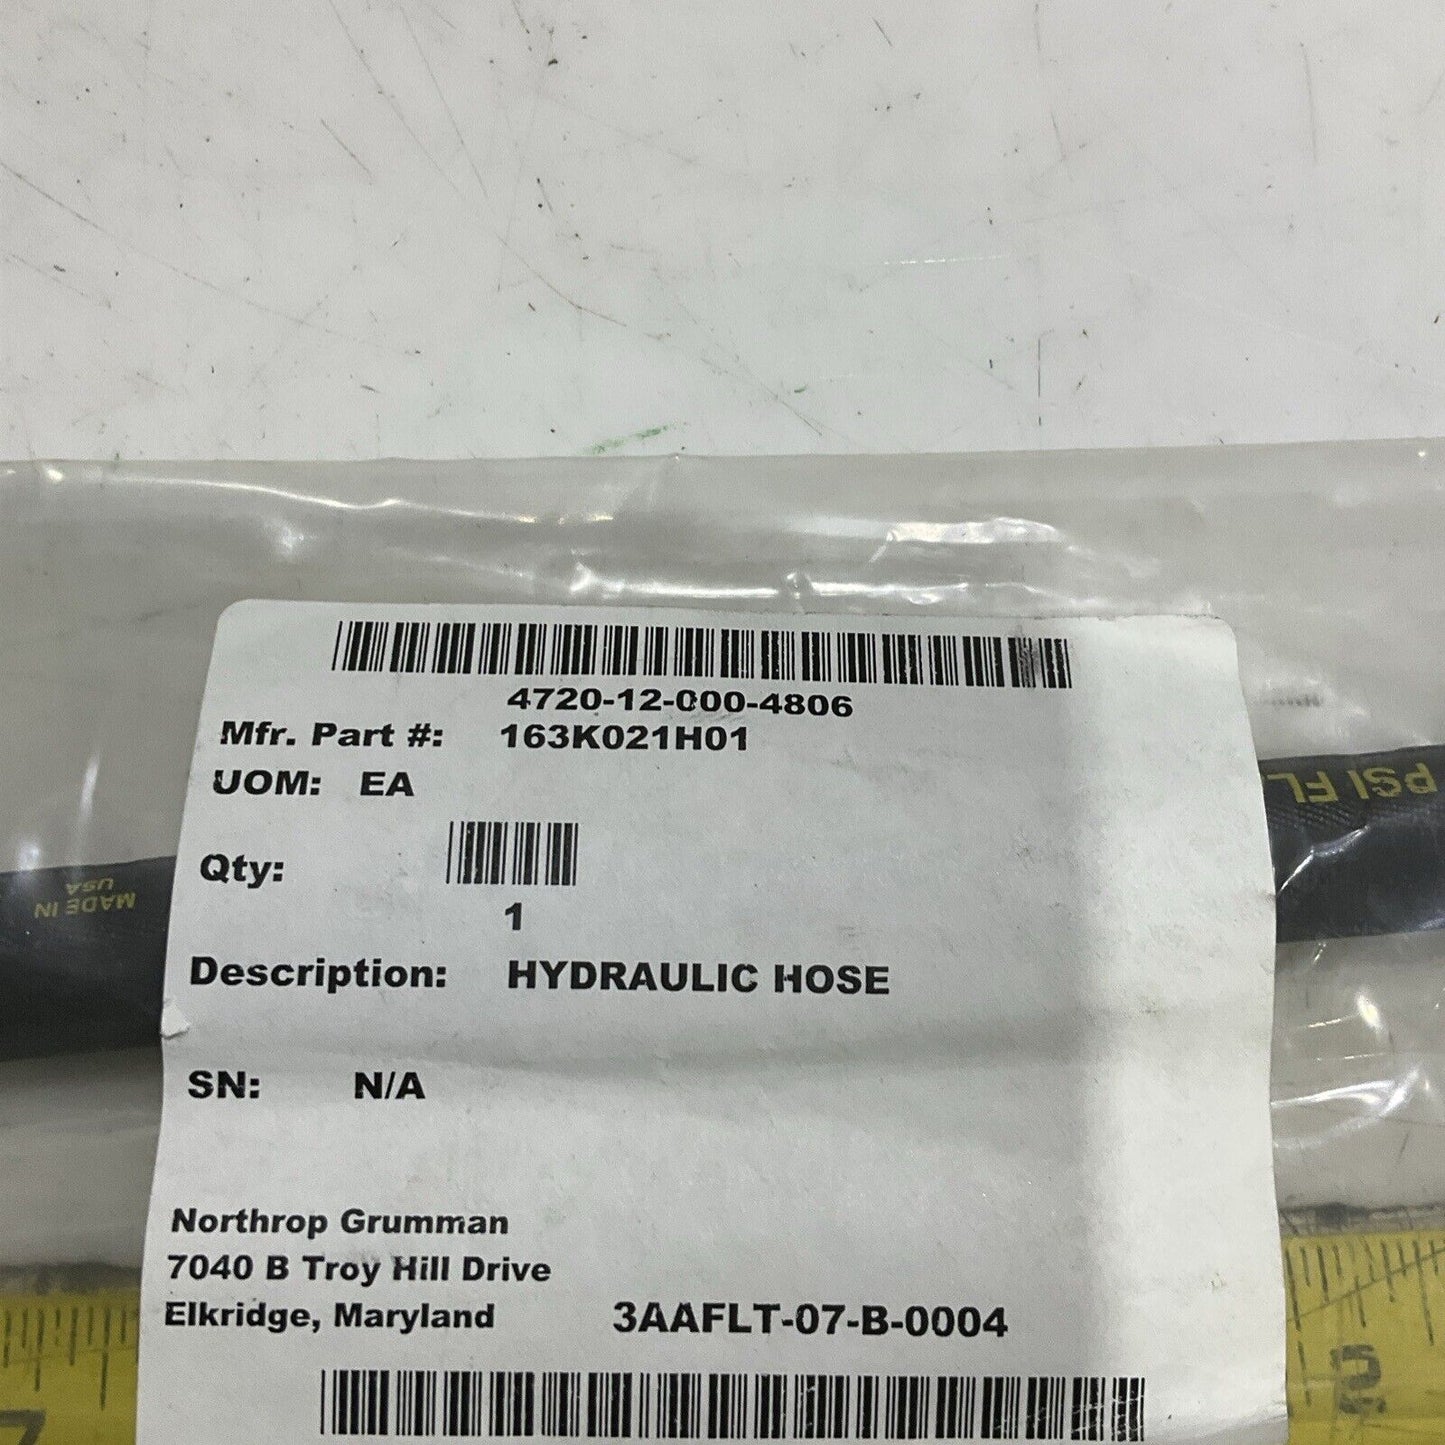 4720-12-000-4806
Mfr. Part #: 163K021H01
UOM: EA
Qty:
1
Description: HYDRAULIC HOSE
SN: N/A
Northrop Grumman
7040 B Troy Hill Drive
Elkridge, Maryland 3AAFLT-07-B-0004
MADE IN
USA
PSI FL
2